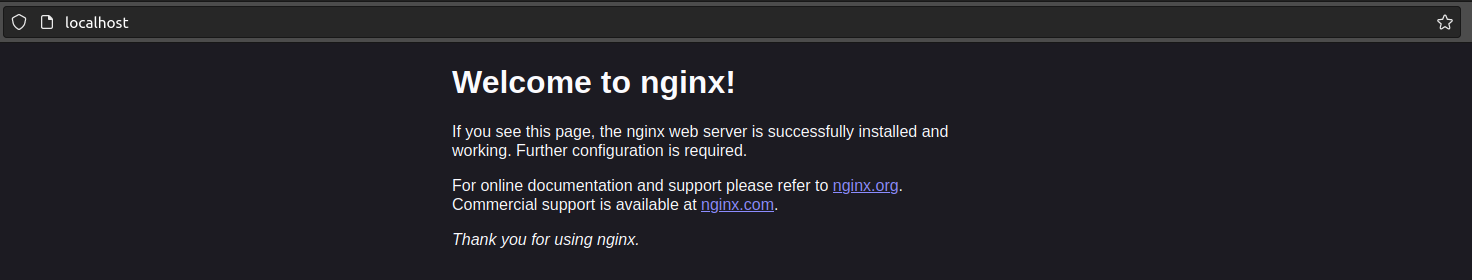 localhost
Welcome to nginx!
If you see this page, the nginx web server is successfully installed and
working. Further configuration is required.
For online documentation and support please refer to nginx.org.
Commercial support is available at nginx.com.
Thank you for using nginx.